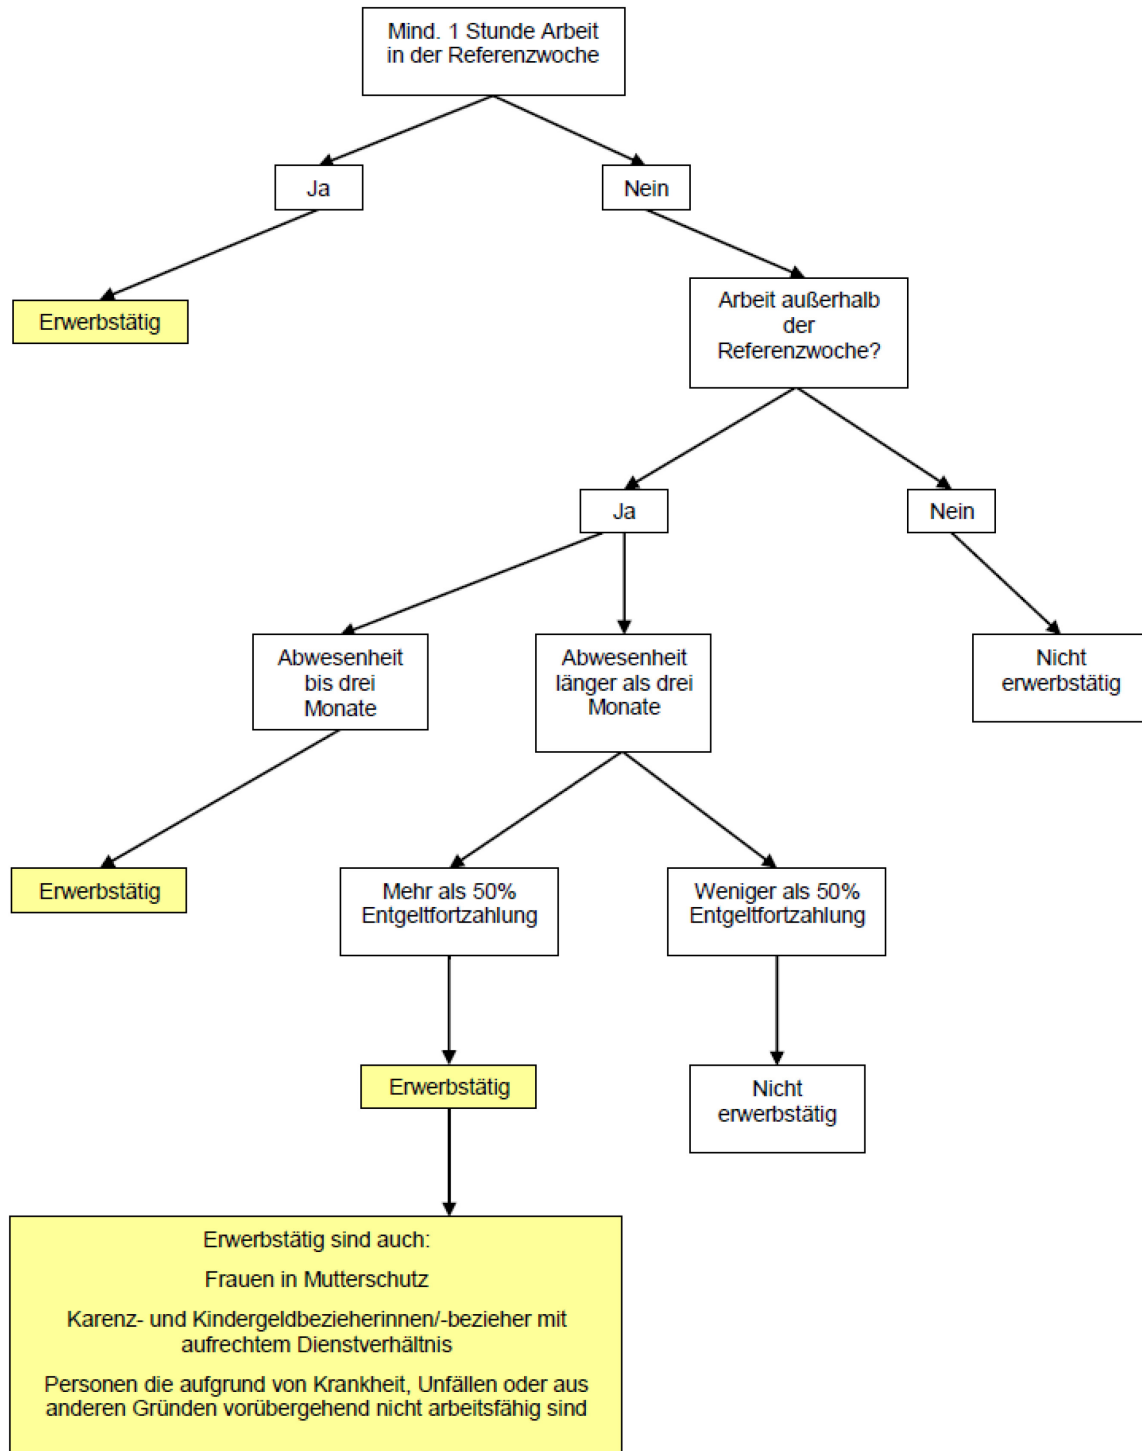 Mind. 1 Stunde Arbeit
in der Referenzwoche
Ja
Nein
Erwerbstätig
Arbeit außerhalb
der
Referenzwoche?
Ja
Nein
Abwesenheit
bis drei
Monate
Abwesenheit
länger als drei
Monate
Nicht
erwerbstätig
Erwerbstätig
Mehr als 50%
Entgeltfortzahlung
Weniger als 50%
Entgeltfortzahlung
Erwerbstätig
Nicht
erwerbstätig
Erwerbstätig sind auch:
Frauen in Mutterschutz
Karenz- und Kindergeldbezieherinnen/-bezieher mit
aufrechtem Dienstverhältnis
Personen die aufgrund von Krankheit, Unfällen oder aus
anderen Gründen vorübergehend nicht arbeitsfähig sind